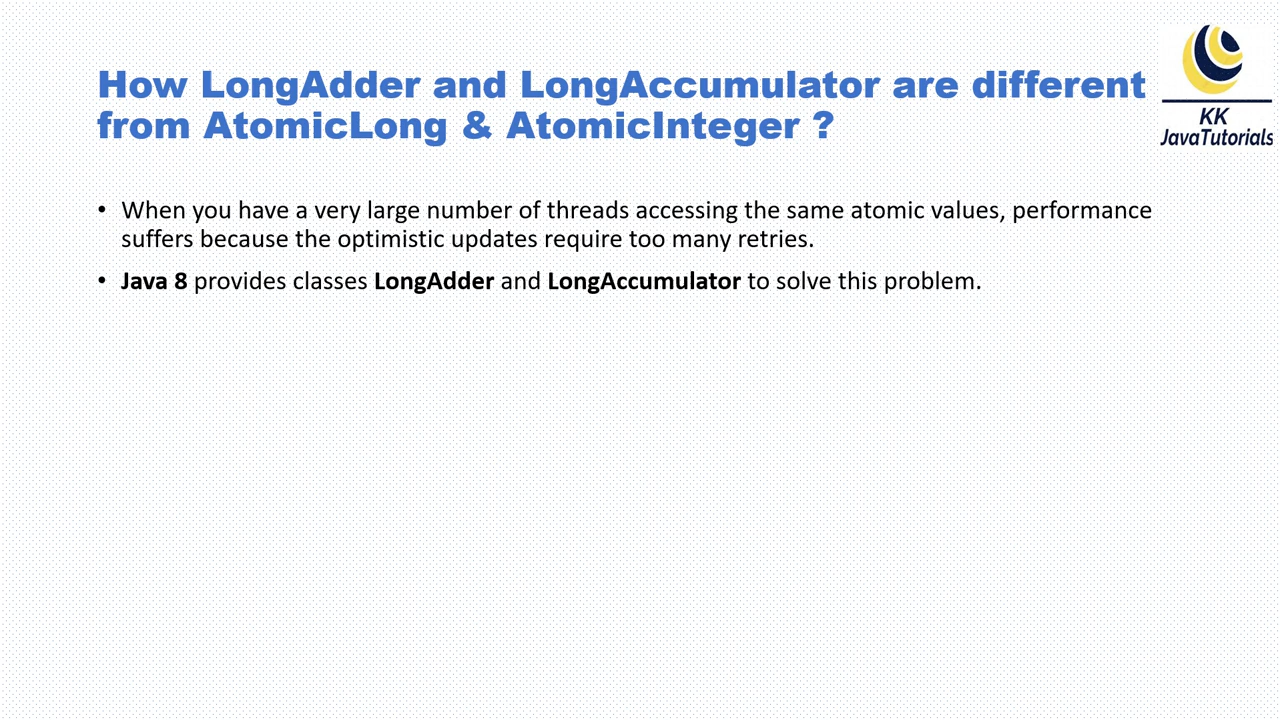 How LongAdder and LongAccumulator are different
from AtomicLong & AtomicInteger ?
KK
JavaTutorials
• When you have a very large number of threads accessing the same atomic values, performance
suffers because the optimistic updates require too many retries.
• Java 8 provides classes LongAdder and LongAccumulator to solve this problem.